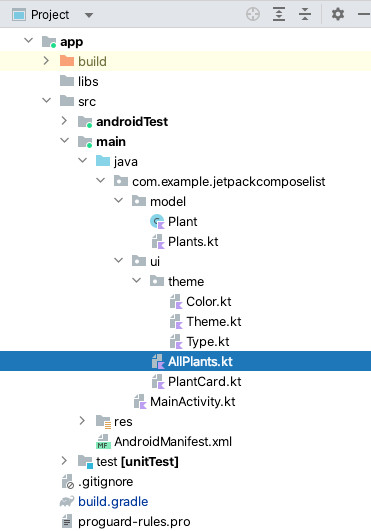 Project
app
build
libs
src
androidTest
main
java
com.example.jetpackcomposelist
model
Plant
Plants.kt
ui
theme
Color.kt
Theme.kt
Type.kt
AllPlants.kt
PlantCard.kt
MainActivity.kt
res
MF AndroidManifest.xml
test [unitTest]
.gitignore
build.gradle
proguard-rules.pro